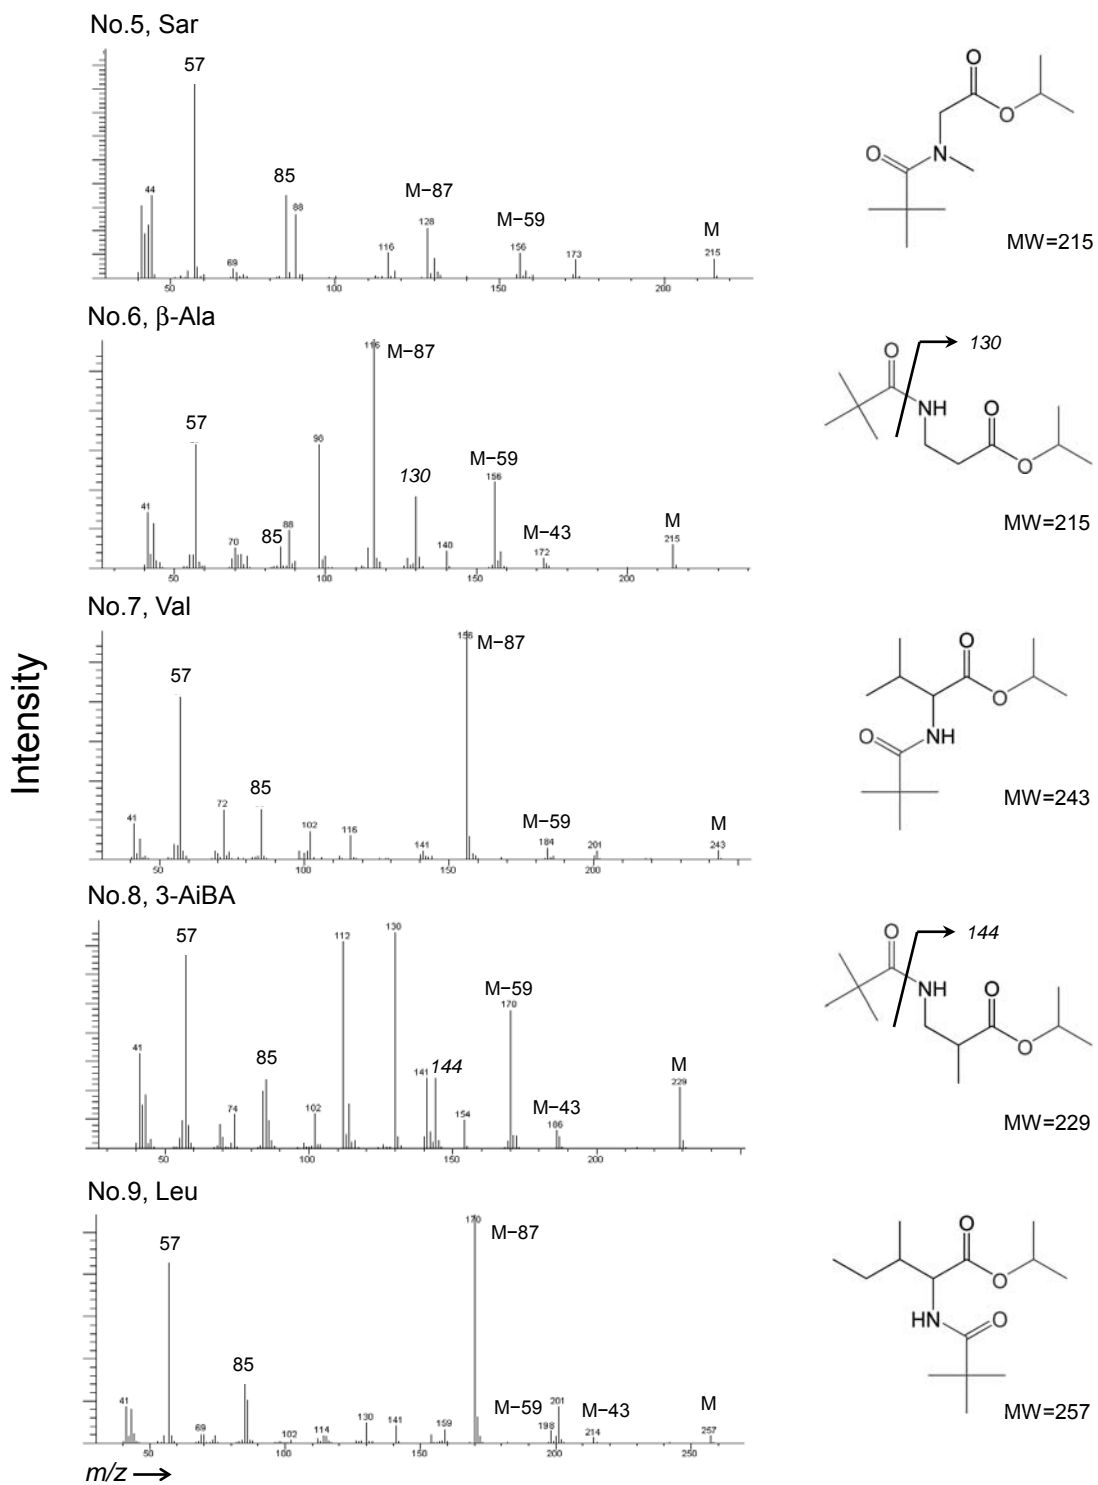 No.5, Sar
57
44
85
88
69
116
M−87
128
M−59
156
173
M
215
50
100
150
200
O
O
O
N
MW=215
No.6, β-Ala
116
M−87
57
98
41
70
85
88
130
140
M−59
156
M−43
172
M
215
50
100
150
200
130
O
NH
O
O
MW=215
No.7, Val
156
M−87
57
41
72
85
102
116
141
M−59
184
201
M
243
50
100
150
200
O
O
O
NH
MW=243
Intensity
No.8, 3-AiBA
57
41
74
85
102
112
130
141
144
154
M−59
170
M−43
186
M
229
50
100
150
200
144
O
NH
O
O
MW=229
No.9, Leu
170
M−87
57
41
69
85
102
114
130
141
159
M−59
198
201
M−43
214
M
257
50
100
150
200
250
O
O
HN
O
MW=257
m/z